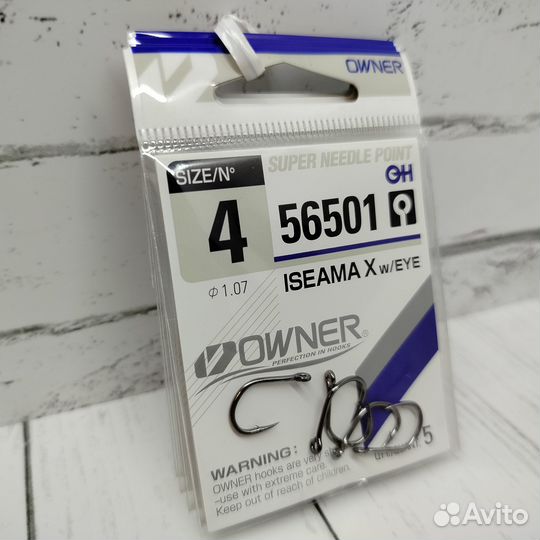 OWNER
SUPER NEEDLE POINT
SIZE/Nº
4
OH
56501
ISEAMA X w/EYE
Φ 1.07
OWNER®
PERFECTION IN HOOKS
WARNING:
OWNER hooks are very
–use with extreme care.
Keep out of reach of children.
5
Avito